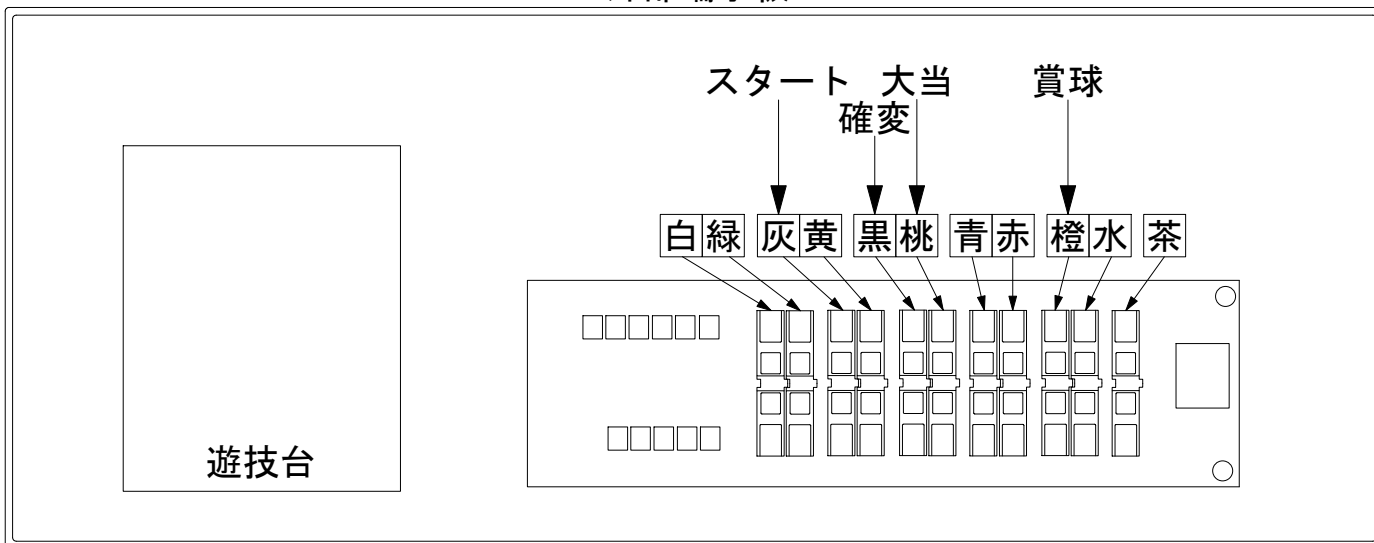 スタート 大当 賞球
確変
白 緑 灰 黄 黒 桃 青 赤 橙 水 茶
遊技台